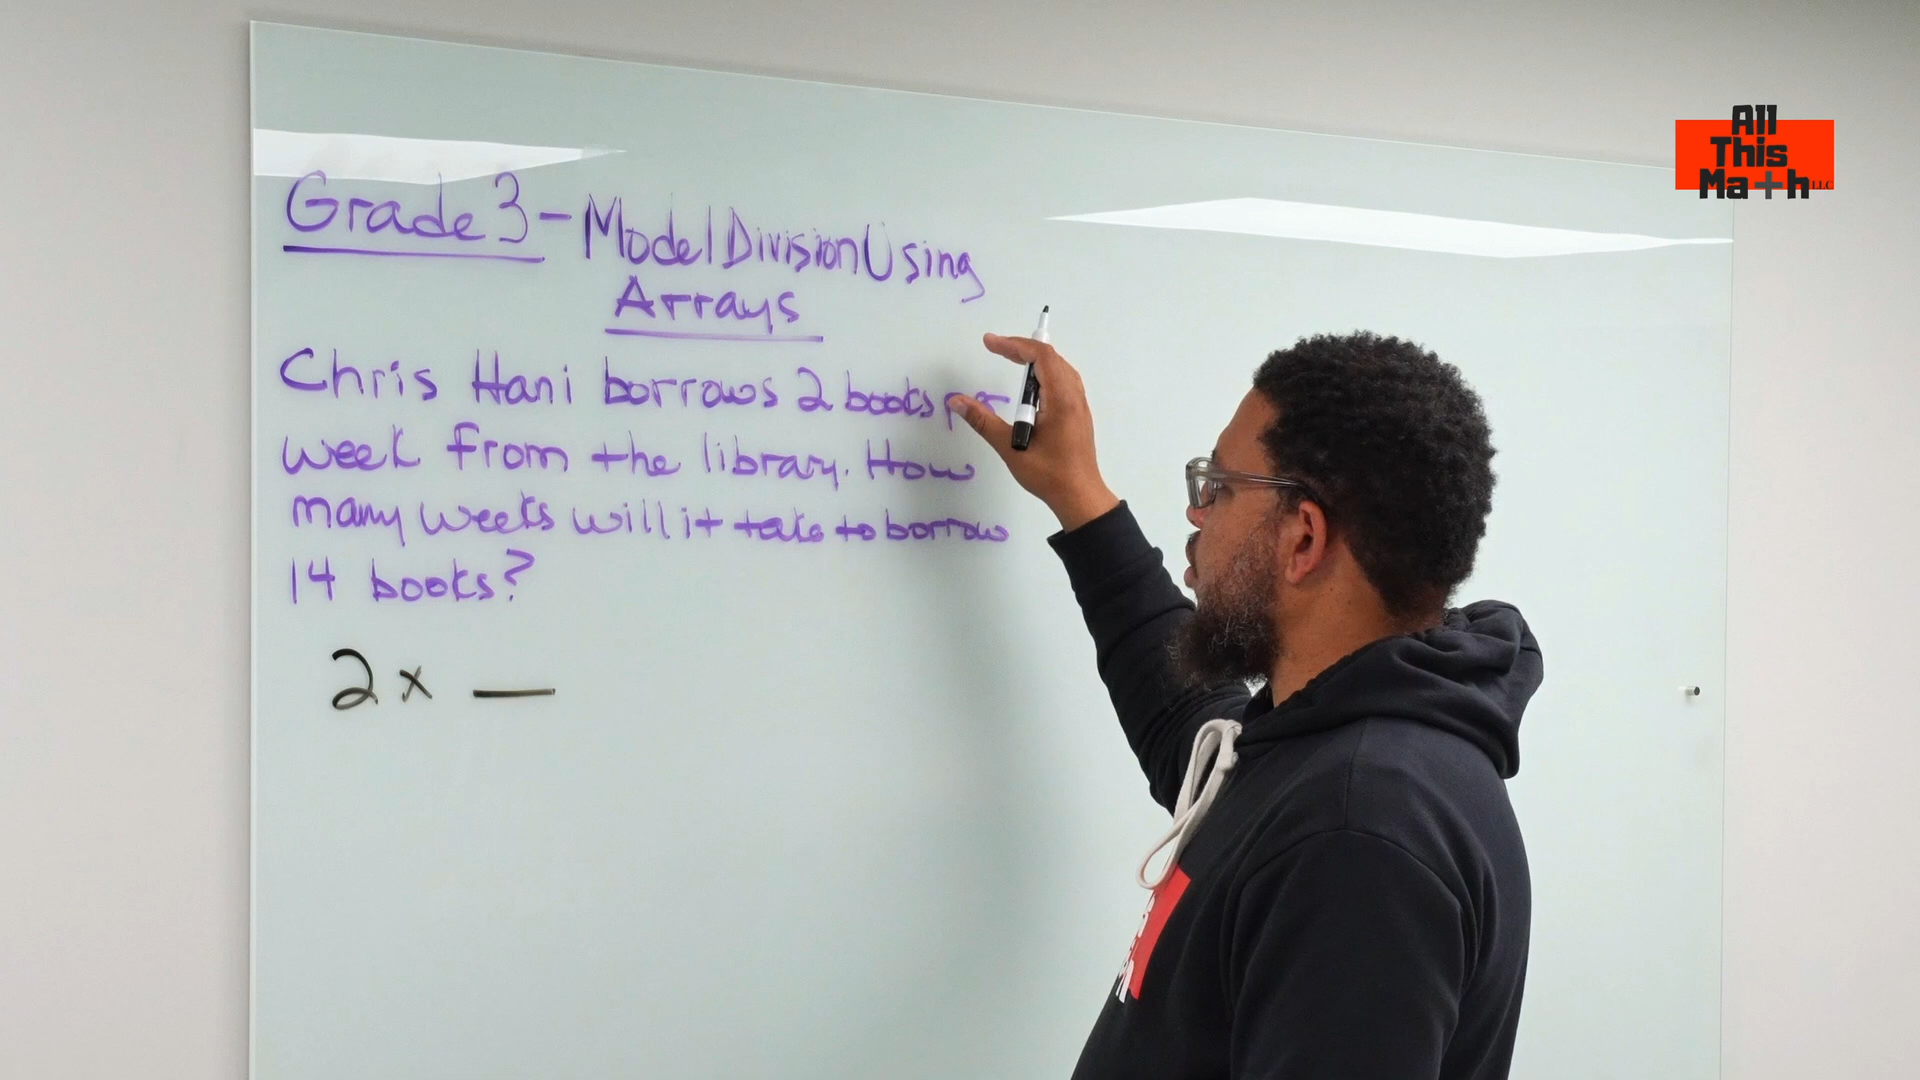 Grade 3 - Model Division Using
Arrays
Chris Hani borrows 2 books per
week from the library. How
many weeks will it take to borrow
14 books?
2 x __
All
This
Math LLC